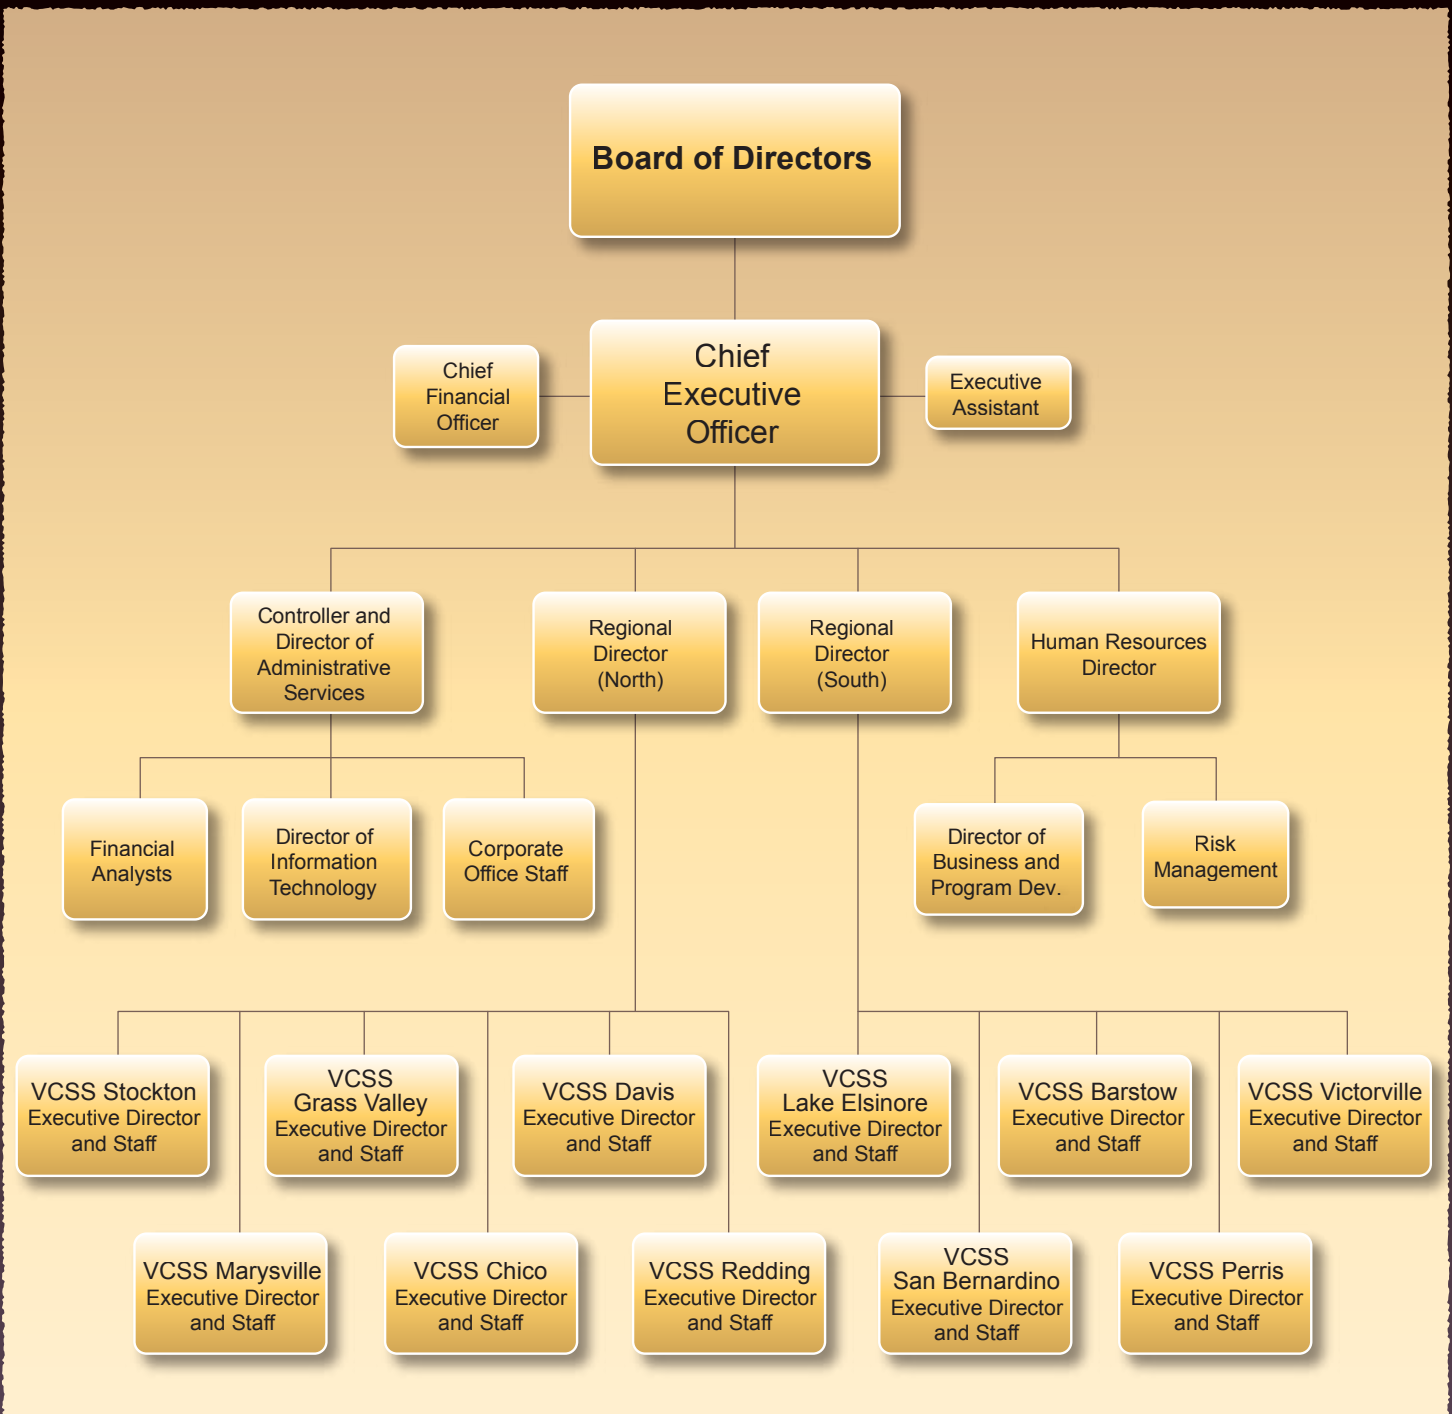 Board of Directors
Chief
Executive
Officer
Chief
Financial
Officer
Executive
Assistant
Controller and
Director of
Administrative
Services
Regional
Director
(North)
Regional
Director
(South)
Human Resources
Director
Financial
Analysts
Director of
Information
Technology
Corporate
Office Staff
Director of
Business and
Program Dev.
Risk
Management
VCSS Stockton
Executive Director
and Staff
VCSS
Grass Valley
Executive Director
and Staff
VCSS Davis
Executive Director
and Staff
VCSS
Lake Elsinore
Executive Director
and Staff
VCSS Barstow
Executive Director
and Staff
VCSS Victorville
Executive Director
and Staff
VCSS Marysville
Executive Director
and Staff
VCSS Chico
Executive Director
and Staff
VCSS Redding
Executive Director
and Staff
VCSS
San Bernardino
Executive Director
and Staff
VCSS Perris
Executive Director
and Staff